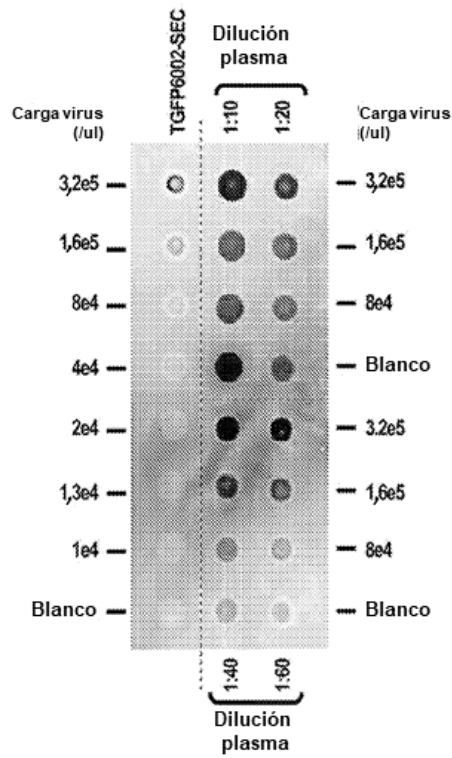 TGFP6002-SEC
Dilución
plasma
1:10
1:20
Carga virus
(/ul)
Carga virus
(/ul)
3,2e5
3,2e5
1,6e5
1,6e5
8e4
8e4
4e4
Blanco
2e4
3.2e5
1,3e4
1,6e5
1e4
8e4
Blanco
Blanco
1:40
1:60
Dilución
plasma